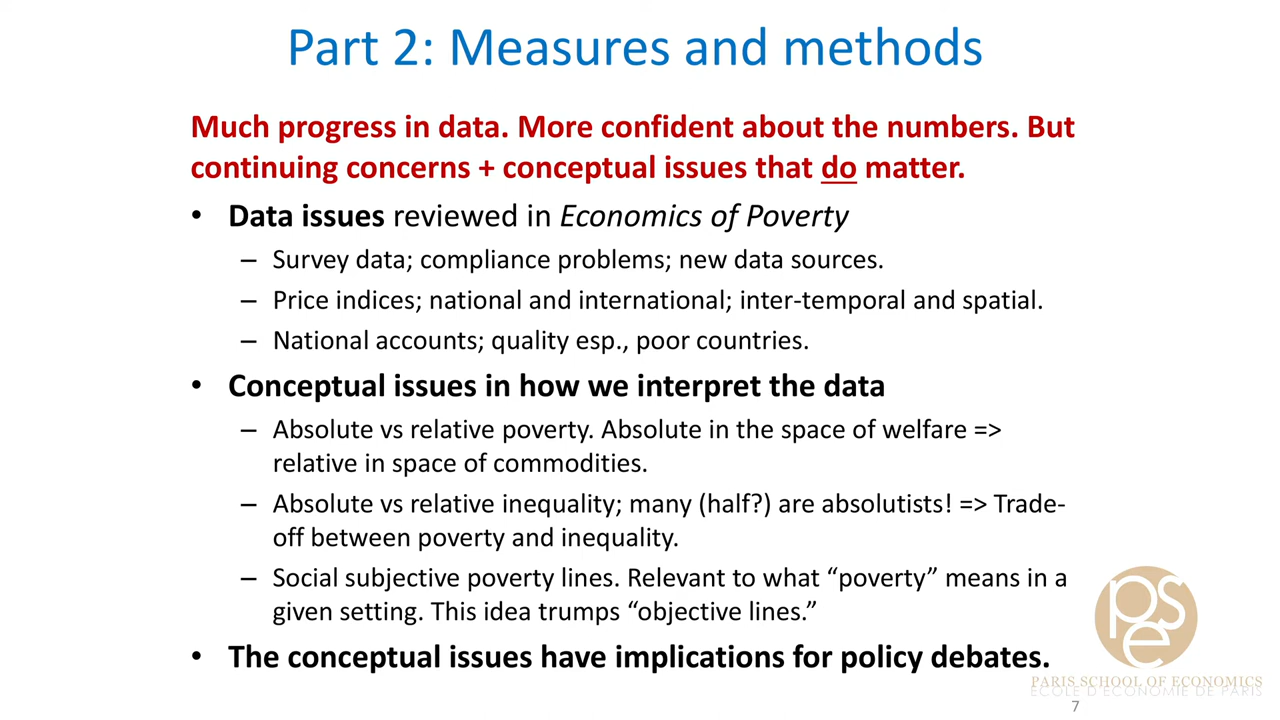 Part 2: Measures and methods
Much progress in data. More confident about the numbers. But
continuing concerns + conceptual issues that do matter.
• Data issues reviewed in Economics of Poverty
– Survey data; compliance problems; new data sources.
– Price indices; national and international; inter-temporal and spatial.
– National accounts; quality esp., poor countries.
• Conceptual issues in how we interpret the data
– Absolute vs relative poverty. Absolute in the space of welfare =>
relative in space of commodities.
– Absolute vs relative inequality; many (half?) are absolutists! => Trade-
off between poverty and inequality.
– Social subjective poverty lines. Relevant to what “poverty” means in a
given setting. This idea trumps “objective lines.”
• The conceptual issues have implications for policy debates.
pse
PARIS SCHOOL OF ECONOMICS
ECOLE D'ECONOMIE DE PARIS
7